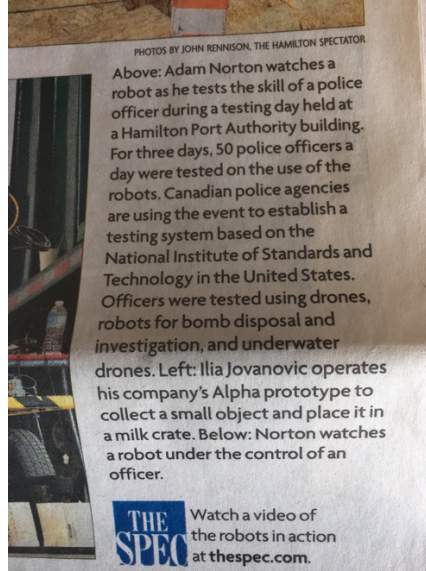 PHOTOS BY JOHN RENNISON, THE HAMILTON SPECTATOR
Above: Adam Norton watches a
robot as he tests the skill of a police
officer during a testing day held at
a Hamilton Port Authority building.
For three days, 50 police officers a
day were tested on the use of the
robots. Canadian police agencies
are using the event to establish a
testing system based on the
National Institute of Standards and
Technology in the United States.
Officers were tested using drones,
robots for bomb disposal and
investigation, and underwater
drones. Left: Ilia Jovanovic operates
his company's Alpha prototype to
collect a small object and place it in
a milk crate. Below: Norton watches
a robot under the control of an
officer.
THE
SPEC
Watch a video of
the robots in action
at thespec.com.